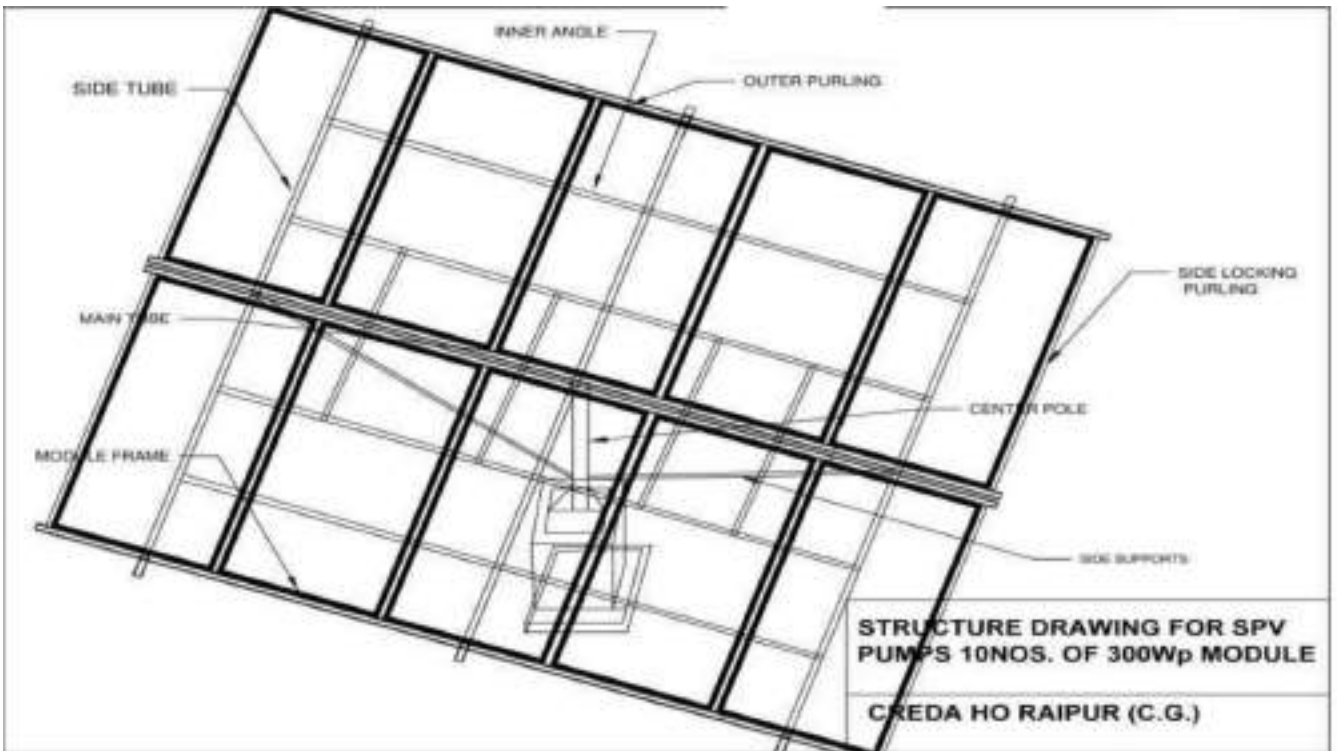 INNER ANGLE
OUTER PURLING
SIDE TUBE
SIDE LOCKING
PURLING
MAIN TUBE
CENTER POLE
MODULE FRAME
SIDE SUPPORTS
STRUCTURE DRAWING FOR SPV
PUMPS 10NOS. OF 300Wp MODULE
CREDA HO RAIPUR (C.G.)